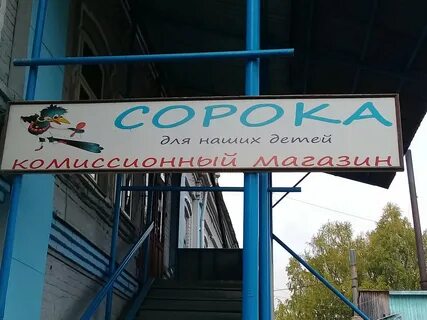 СОРОКА
для наших детей
комиссионный магазин